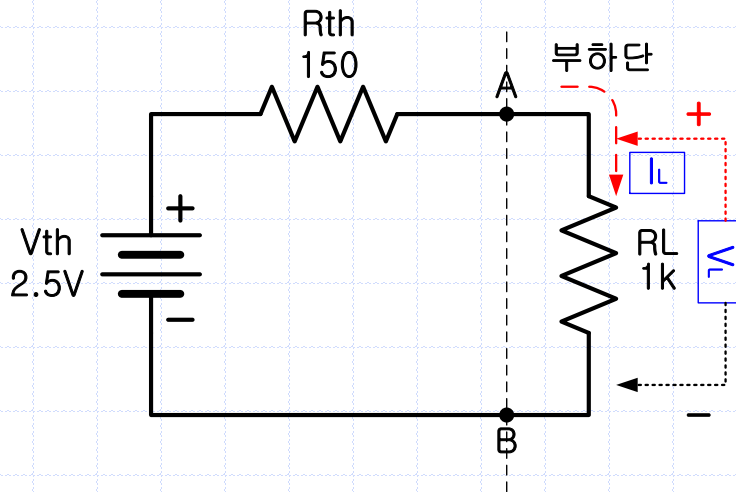 Rth
150
A
부하단
+
IL
+
Vth
2.5V
RL
1k
VL
−
−
B